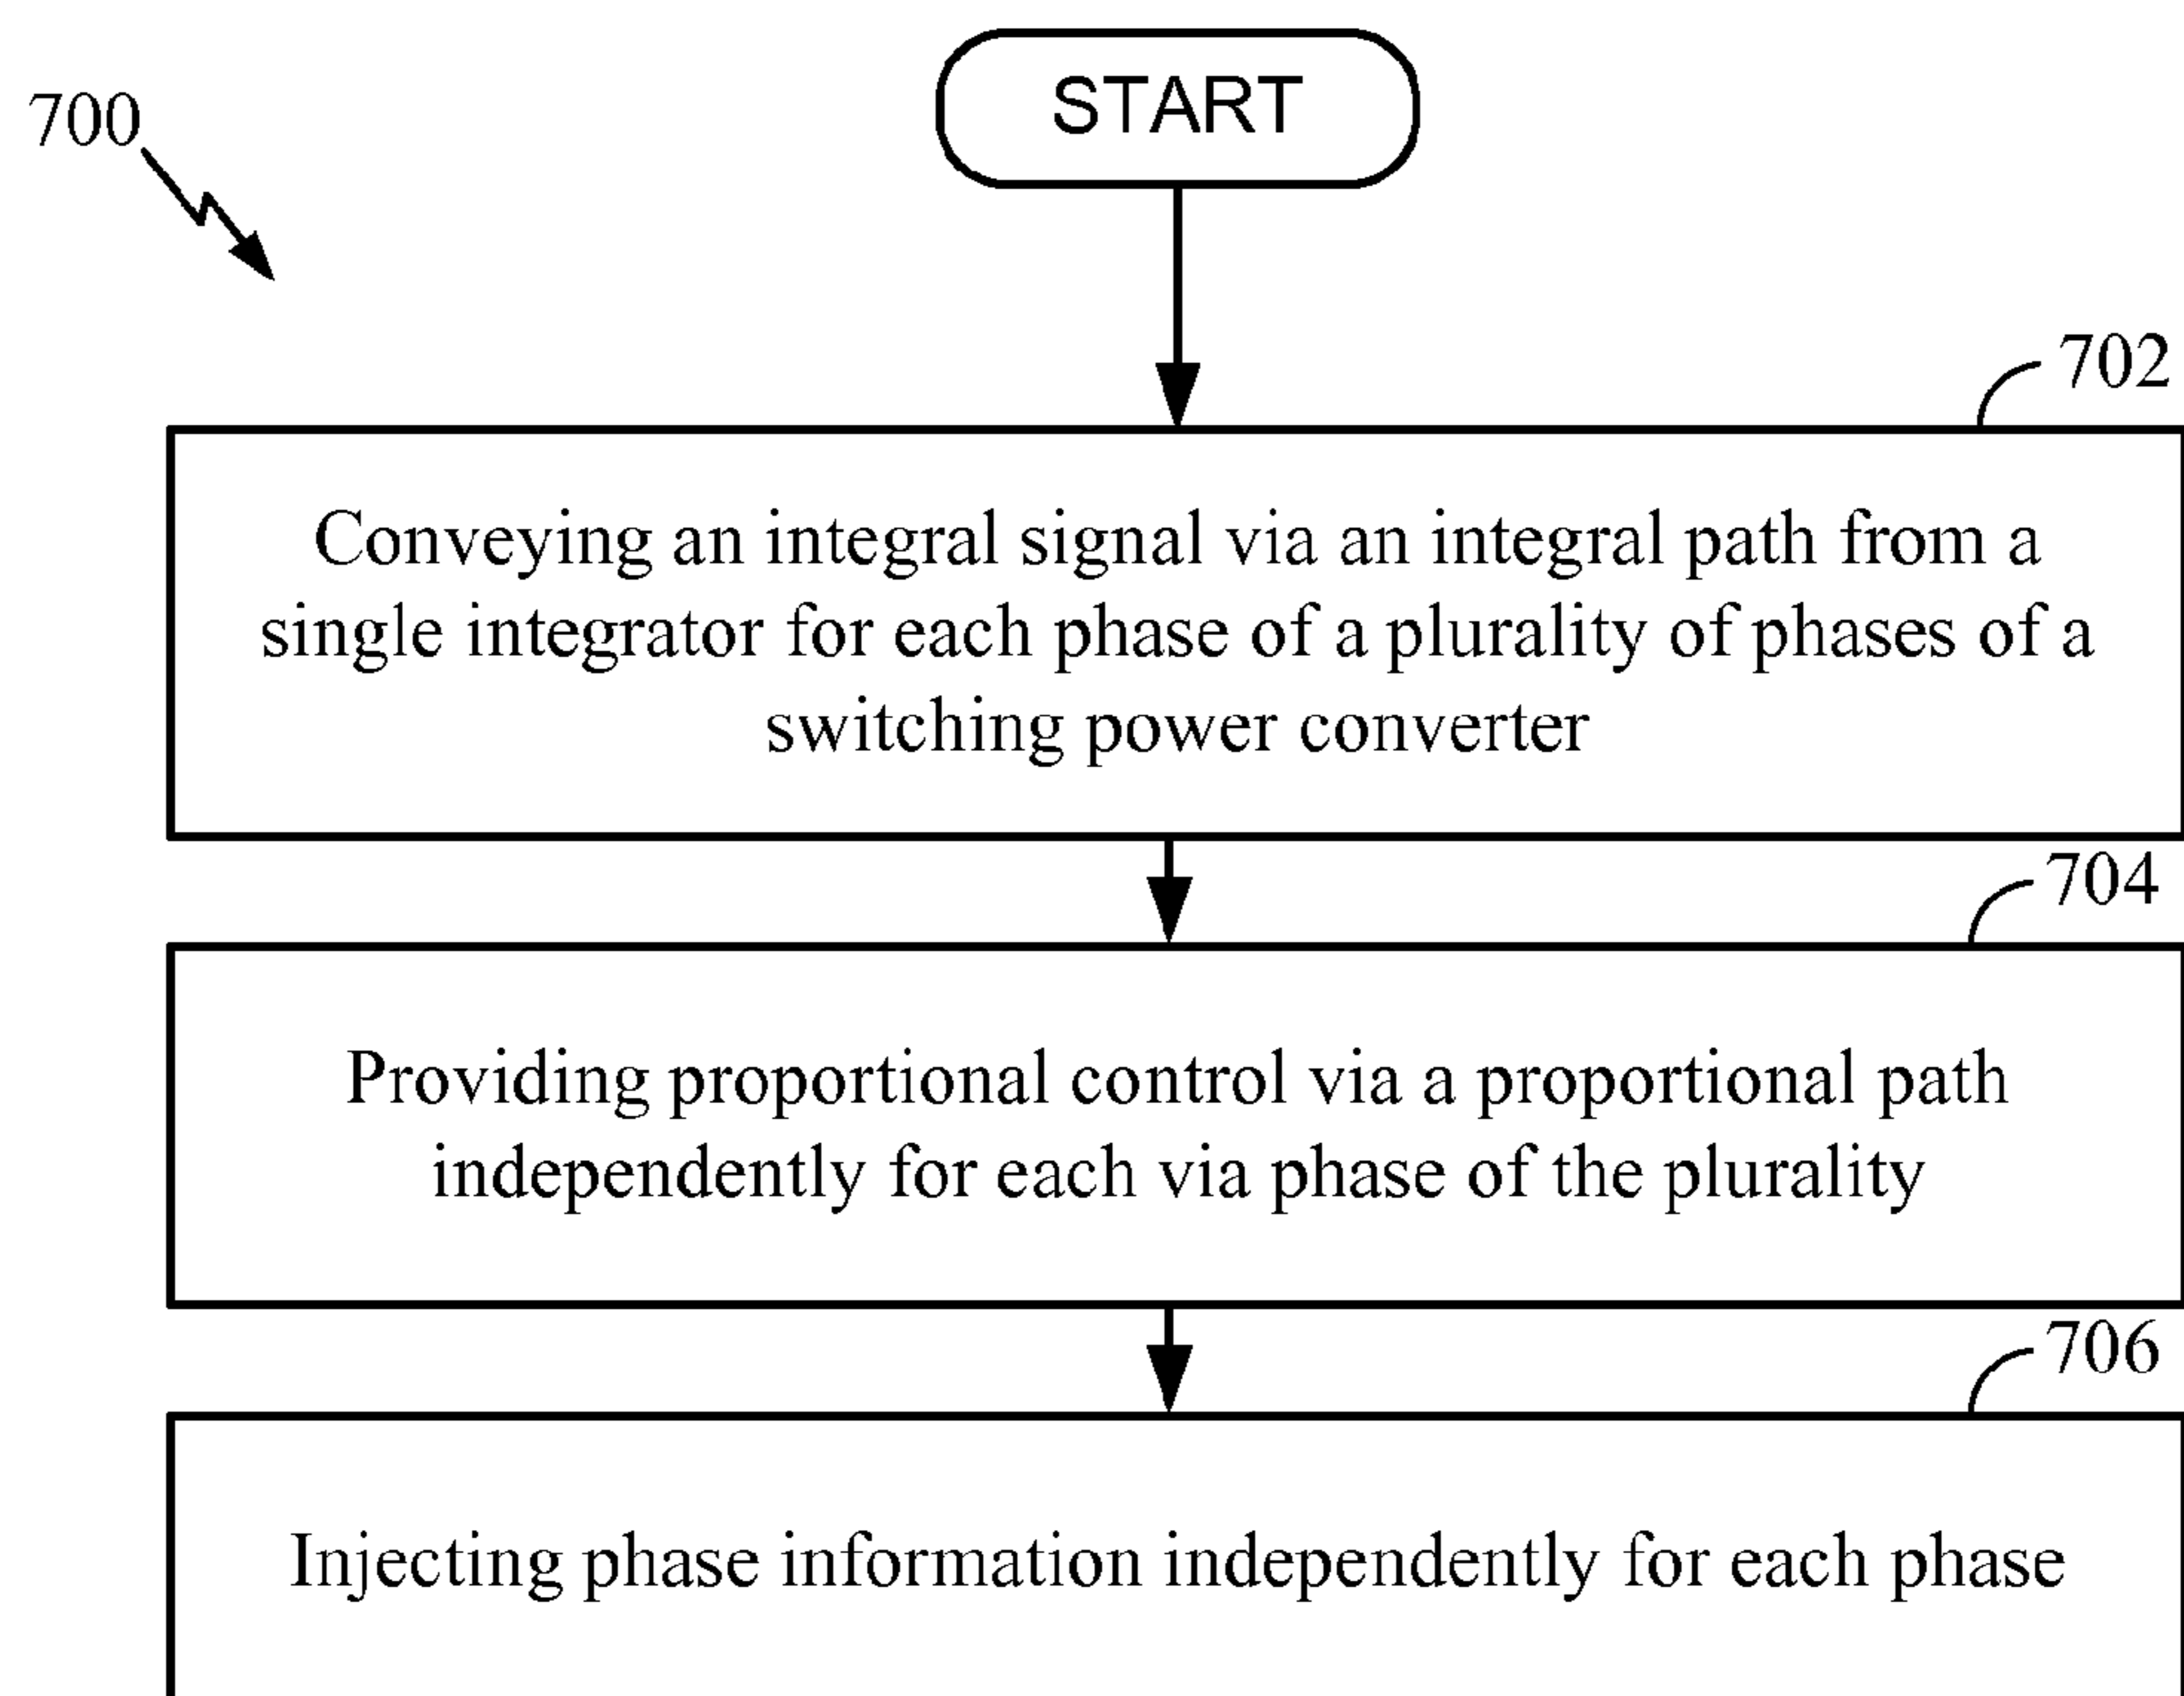 START
700
702
Conveying an integral signal via an integral path from a
single integrator for each phase of a plurality of phases of a
switching power converter
704
Providing proportional control via a proportional path
independently for each via phase of the plurality
706
Injecting phase information independently for each phase